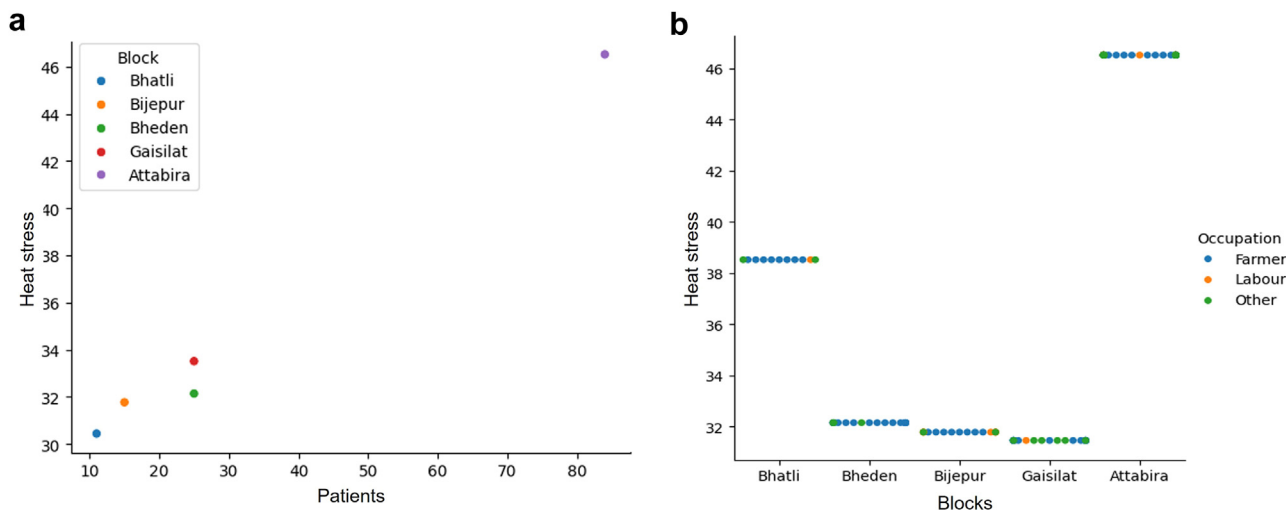 a
Block
Bhatli
Bijepur
Bheden
Gaisilat
Attabira
46
44
42
40
38
36
34
32
30
Heat stress
10 20 30 40 50 60 70 80
Patients
b
46
44
42
40
38
36
34
32
Heat stress
Bhatli Bheden Bijepur Gaisilat Attabira
Blocks
Occupation
Farmer
Labour
Other